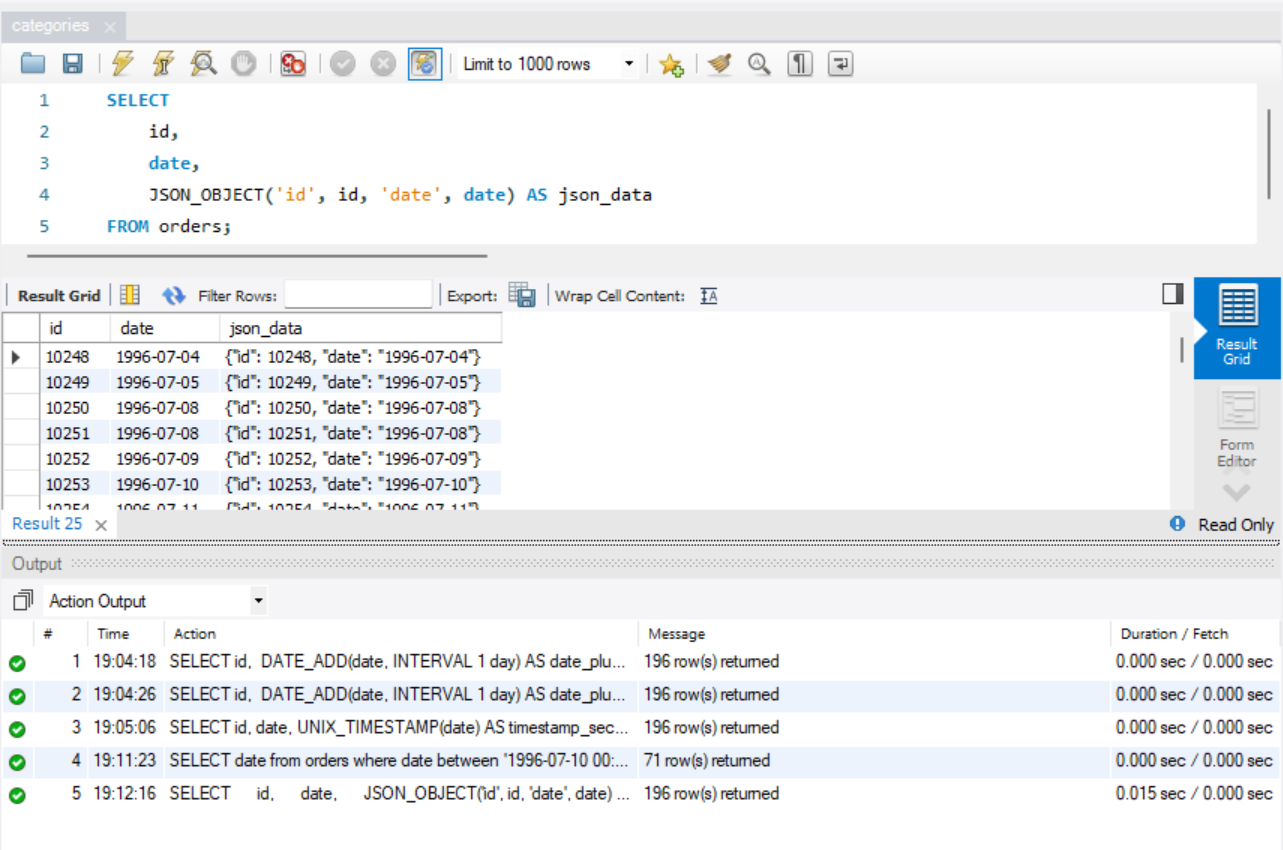 categories
Limit to 1000 rows
1 SELECT
2 id,
3 date,
4 JSON_OBJECT('id', id, 'date', date) AS json_data
5 FROM orders;
Result Grid Filter Rows: Export: Wrap Cell Content:
id date json_data
10248 1996-07-04 {"id": 10248, "date": "1996-07-04"}
10249 1996-07-05 {"id": 10249, "date": "1996-07-05"}
10250 1996-07-08 {"id": 10250, "date": "1996-07-08"}
10251 1996-07-08 {"id": 10251, "date": "1996-07-08"}
10252 1996-07-09 {"id": 10252, "date": "1996-07-09"}
10253 1996-07-10 {"id": 10253, "date": "1996-07-10"}
10254 1996-07-11 {"id": 10254, "date": "1996-07-11"}
Result
Grid
Form
Editor
Result 25
Read Only
Output
Action Output
# Time Action Message Duration / Fetch
1 19:04:18 SELECT id, DATE_ADD(date, INTERVAL 1 day) AS date_plu... 196 row(s) returned 0.000 sec / 0.000 sec
2 19:04:26 SELECT id, DATE_ADD(date, INTERVAL 1 day) AS date_plu... 196 row(s) returned 0.000 sec / 0.000 sec
3 19:05:06 SELECT id, date, UNIX_TIMESTAMP(date) AS timestamp_sec... 196 row(s) returned 0.000 sec / 0.000 sec
4 19:11:23 SELECT date from orders where date between '1996-07-10 00:... 71 row(s) returned 0.000 sec / 0.000 sec
5 19:12:16 SELECT id, date, JSON_OBJECT('id', id, 'date', date) ... 196 row(s) returned 0.015 sec / 0.000 sec